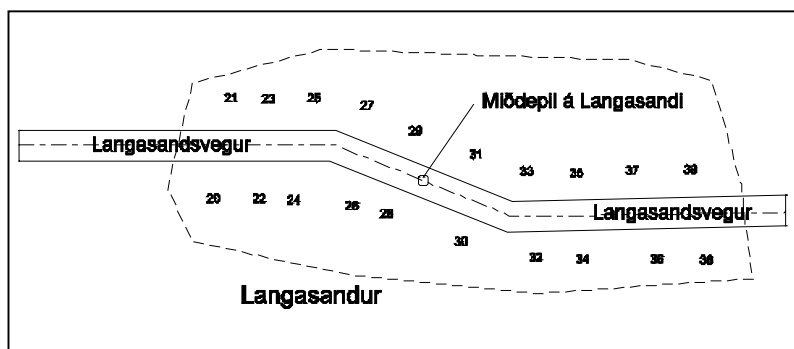 21 23 25 27 29 31 33 35 37 39
Miðdepil á Langasandi
Langasandsvegur
Langasandsvegur
20 22 24 26 28 30 32 34 36 38
Langasandur